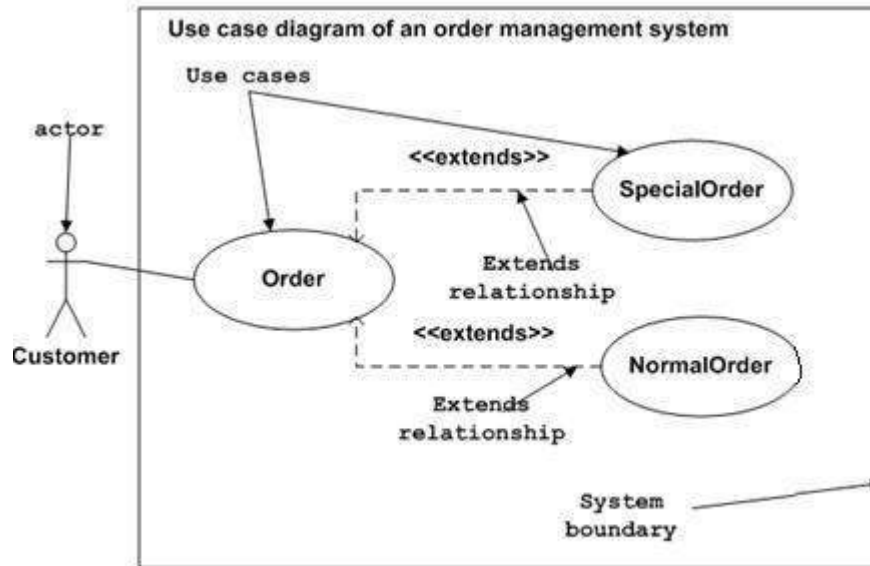 Use case diagram of an order management system
Use cases
actor
<<extends>>
SpecialOrder
Order
Extends
relationship
<<extends>>
Customer
NormalOrder
Extends
relationship
System
boundary